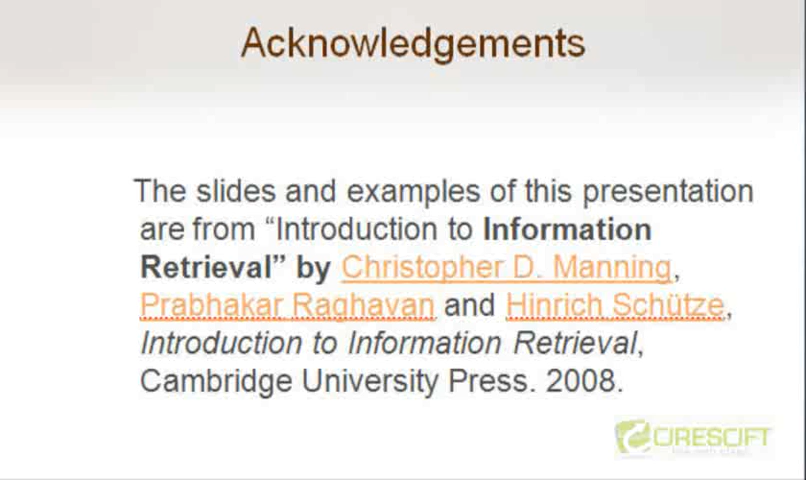 Acknowledgements
The slides and examples of this presentation
are from “Introduction to Information
Retrieval” by Christopher D. Manning,
Prabhakar Raghavan and Hinrich Schütze,
Introduction to Information Retrieval,
Cambridge University Press. 2008.